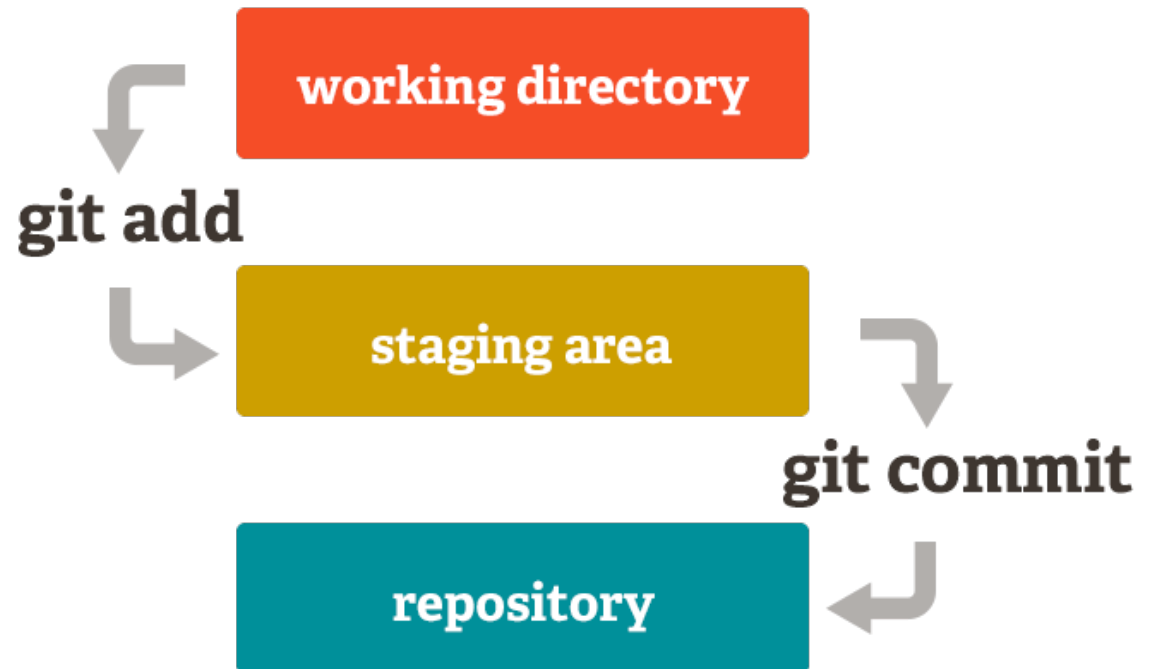 working directory
git add
staging area
git commit
repository